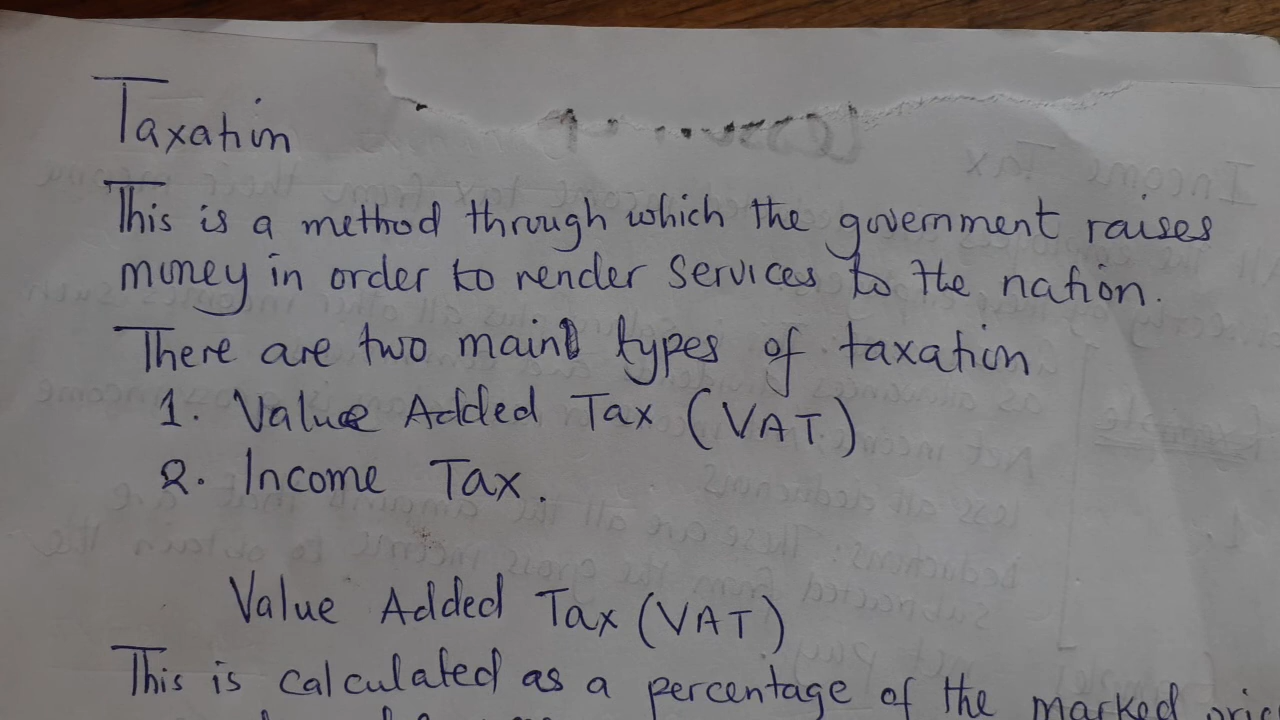 Taxation
This is a method through which the government raises
money in order to render services to the nation.
There are two main types of taxation
1. Value Added Tax (VAT)
2. Income Tax.
Value Added Tax (VAT)
This is calculated as a percentage of the marked